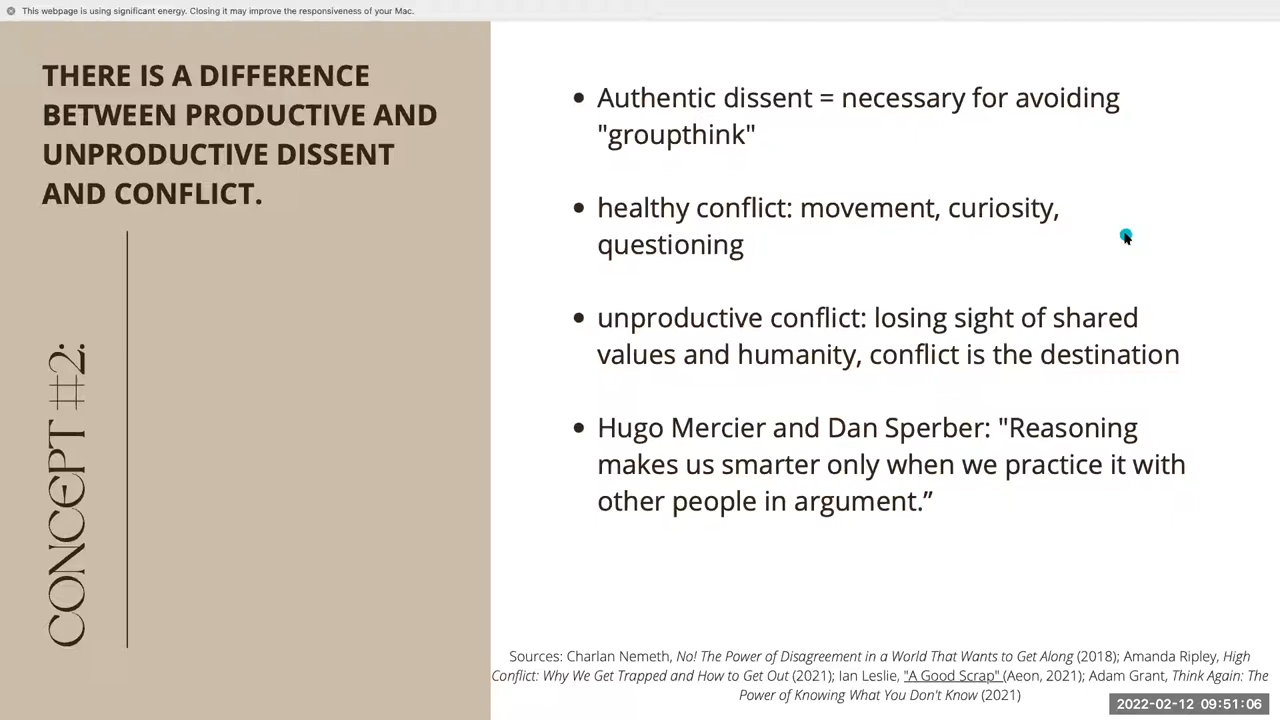 This webpage is using significant energy. Closing it may improve the responsiveness of your Mac.
THERE IS A DIFFERENCE
BETWEEN PRODUCTIVE AND
UNPRODUCTIVE DISSENT
AND CONFLICT.
CONCEPT #2:
• Authentic dissent = necessary for avoiding
"groupthink"
• healthy conflict: movement, curiosity,
questioning
• unproductive conflict: losing sight of shared
values and humanity, conflict is the destination
• Hugo Mercier and Dan Sperber: "Reasoning
makes us smarter only when we practice it with
other people in argument.”
Sources: Charlan Nemeth, No! The Power of Disagreement in a World That Wants to Get Along (2018); Amanda Ripley, High
Conflict: Why We Get Trapped and How to Get Out (2021); Ian Leslie, "A Good Scrap" (Aeon, 2021); Adam Grant, Think Again: The
Power of Knowing What You Don't Know (2021)
2022-02-12 09:51:06